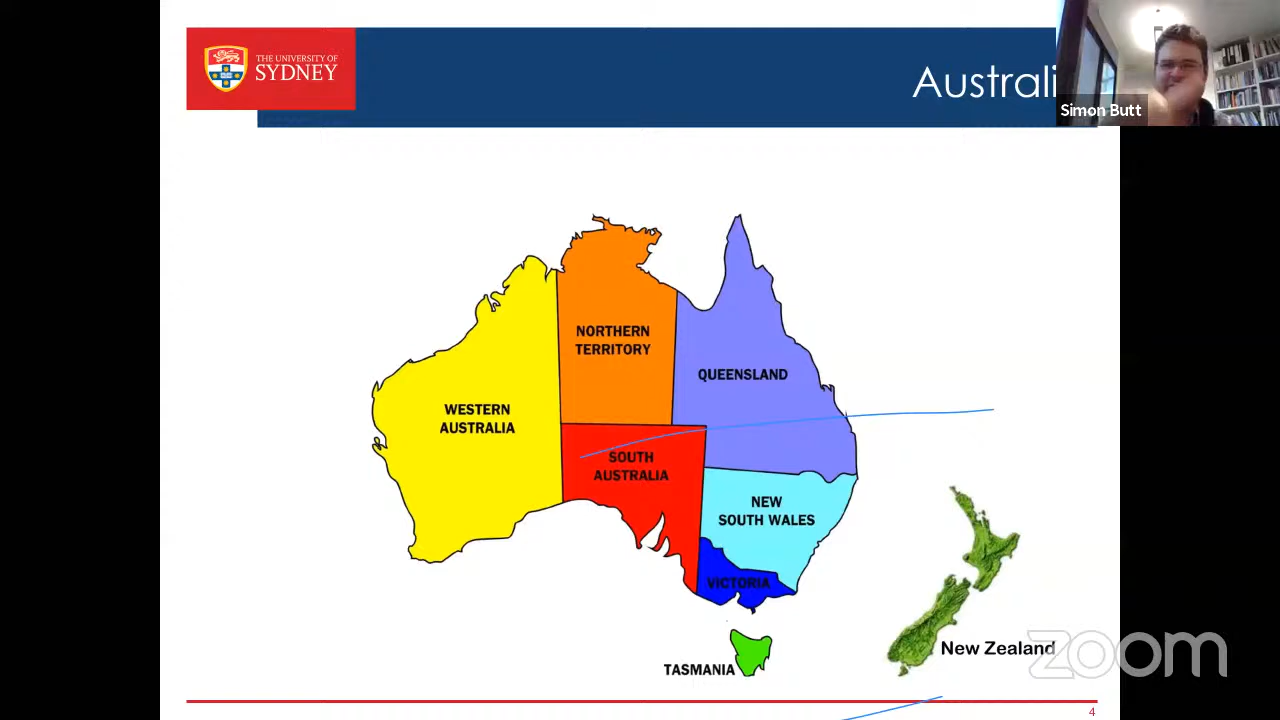 THE UNIVERSITY OF
SYDNEY
Australi
Simon Butt
NORTHERN
TERRITORY
QUEENSLAND
WESTERN
AUSTRALIA
SOUTH
AUSTRALIA
NEW
SOUTH WALES
VICTORIA
TASMANIA
New Zealand
zoom
4